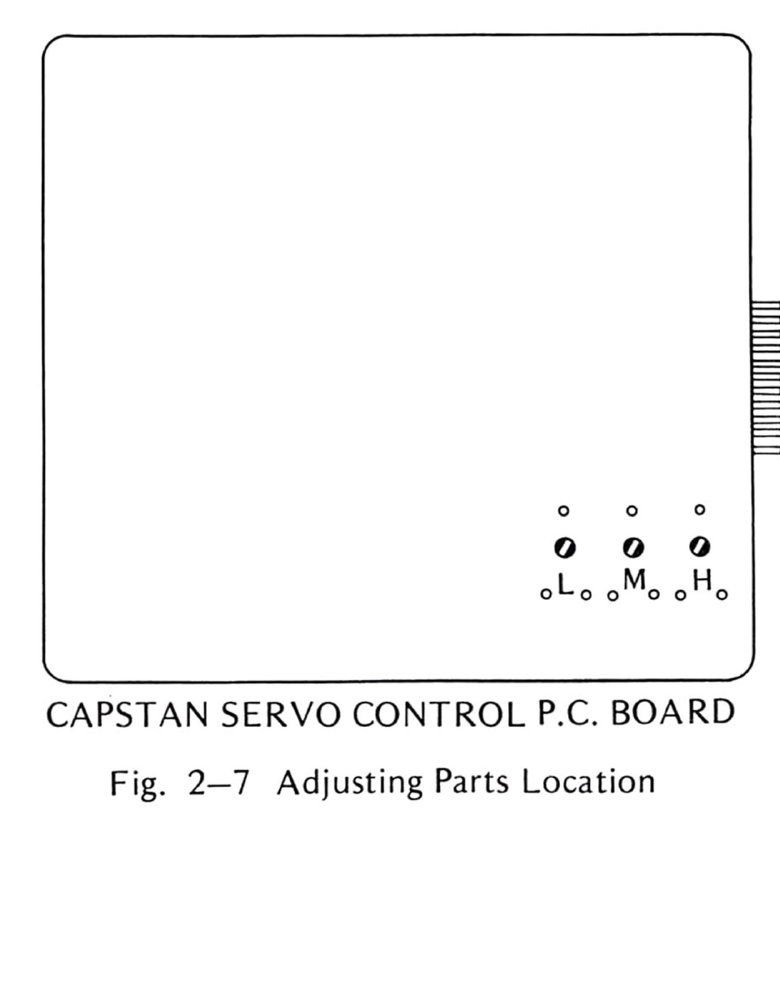 L M H
CAPSTAN SERVO CONTROL P.C. BOARD
Fig. 2–7 Adjusting Parts Location